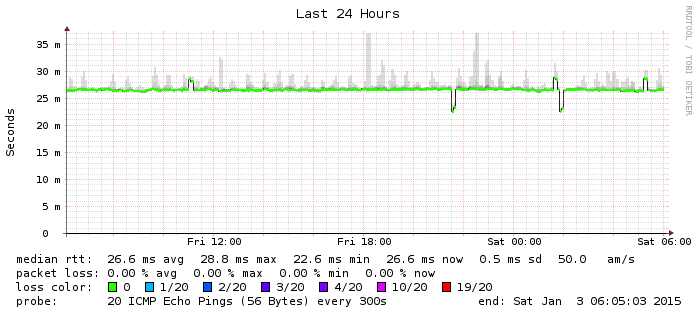 Last 24 Hours
RRDTOOL / TOBI OETIKER
Seconds
35 m
30 m
25 m
20 m
15 m
10 m
5 m
0
Fri 12:00 Fri 18:00 Sat 00:00 Sat 06:00
median rtt: 26.6 ms avg 28.8 ms max 22.6 ms min 26.6 ms now 0.5 ms sd 50.0 am/s
packet loss: 0.00 % avg 0.00 % max 0.00 % min 0.00 % now
loss color: 0 1/20 2/20 3/20 4/20 10/20 19/20
probe: 20 ICMP Echo Pings (56 Bytes) every 300s end: Sat Jan 3 06:05:03 2015